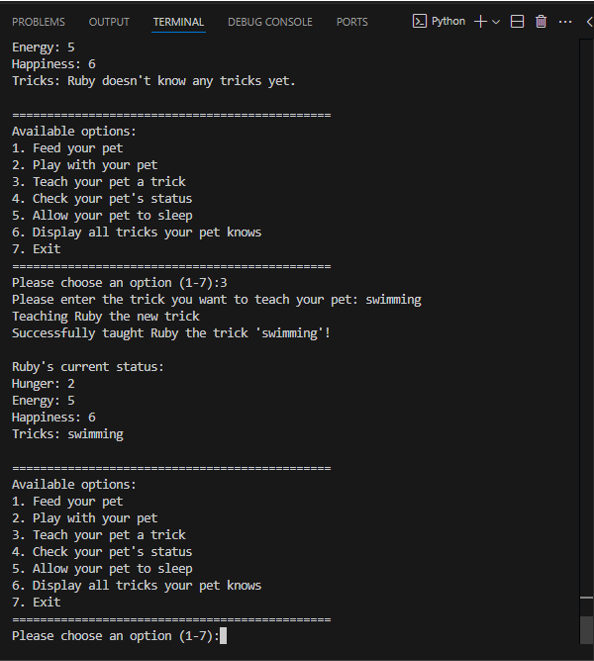 PROBLEMS OUTPUT TERMINAL DEBUG CONSOLE PORTS Python
Energy: 5
Happiness: 6
Tricks: Ruby doesn't know any tricks yet.
==============================================
Available options:
1. Feed your pet
2. Play with your pet
3. Teach your pet a trick
4. Check your pet's status
5. Allow your pet to sleep
6. Display all tricks your pet knows
7. Exit
==============================================
Please choose an option (1-7):3
Please enter the trick you want to teach your pet: swimming
Teaching Ruby the new trick
Successfully taught Ruby the trick 'swimming'!
Ruby's current status:
Hunger: 2
Energy: 5
Happiness: 6
Tricks: swimming
==============================================
Available options:
1. Feed your pet
2. Play with your pet
3. Teach your pet a trick
4. Check your pet's status
5. Allow your pet to sleep
6. Display all tricks your pet knows
7. Exit
==============================================
Please choose an option (1-7):